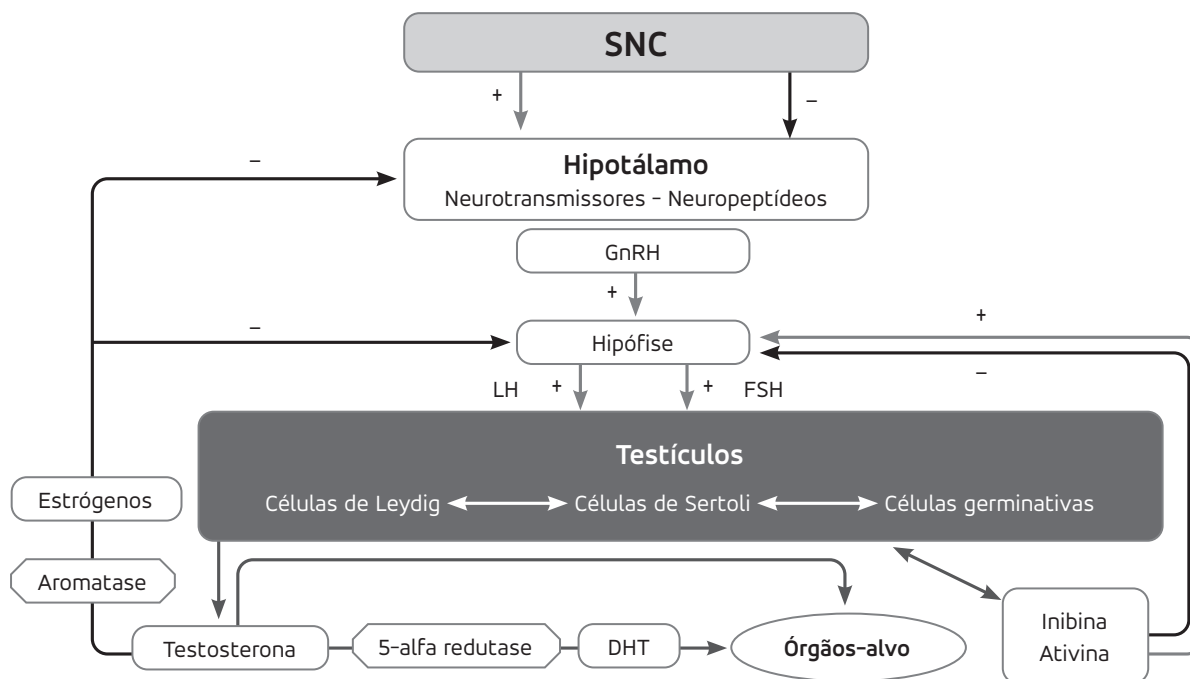 SNC
+
–
–
Hipotálamo
Neurotransmissores – Neuropeptídeos
GnRH
+
–
Hipófise
+
–
LH + + FSH
Testículos
Células de Leydig Células de Sertoli Células germinativas
Estrógenos
Aromatase
Testosterona
5-alfa redutase
DHT
Órgãos-alvo
Inibina
Ativina